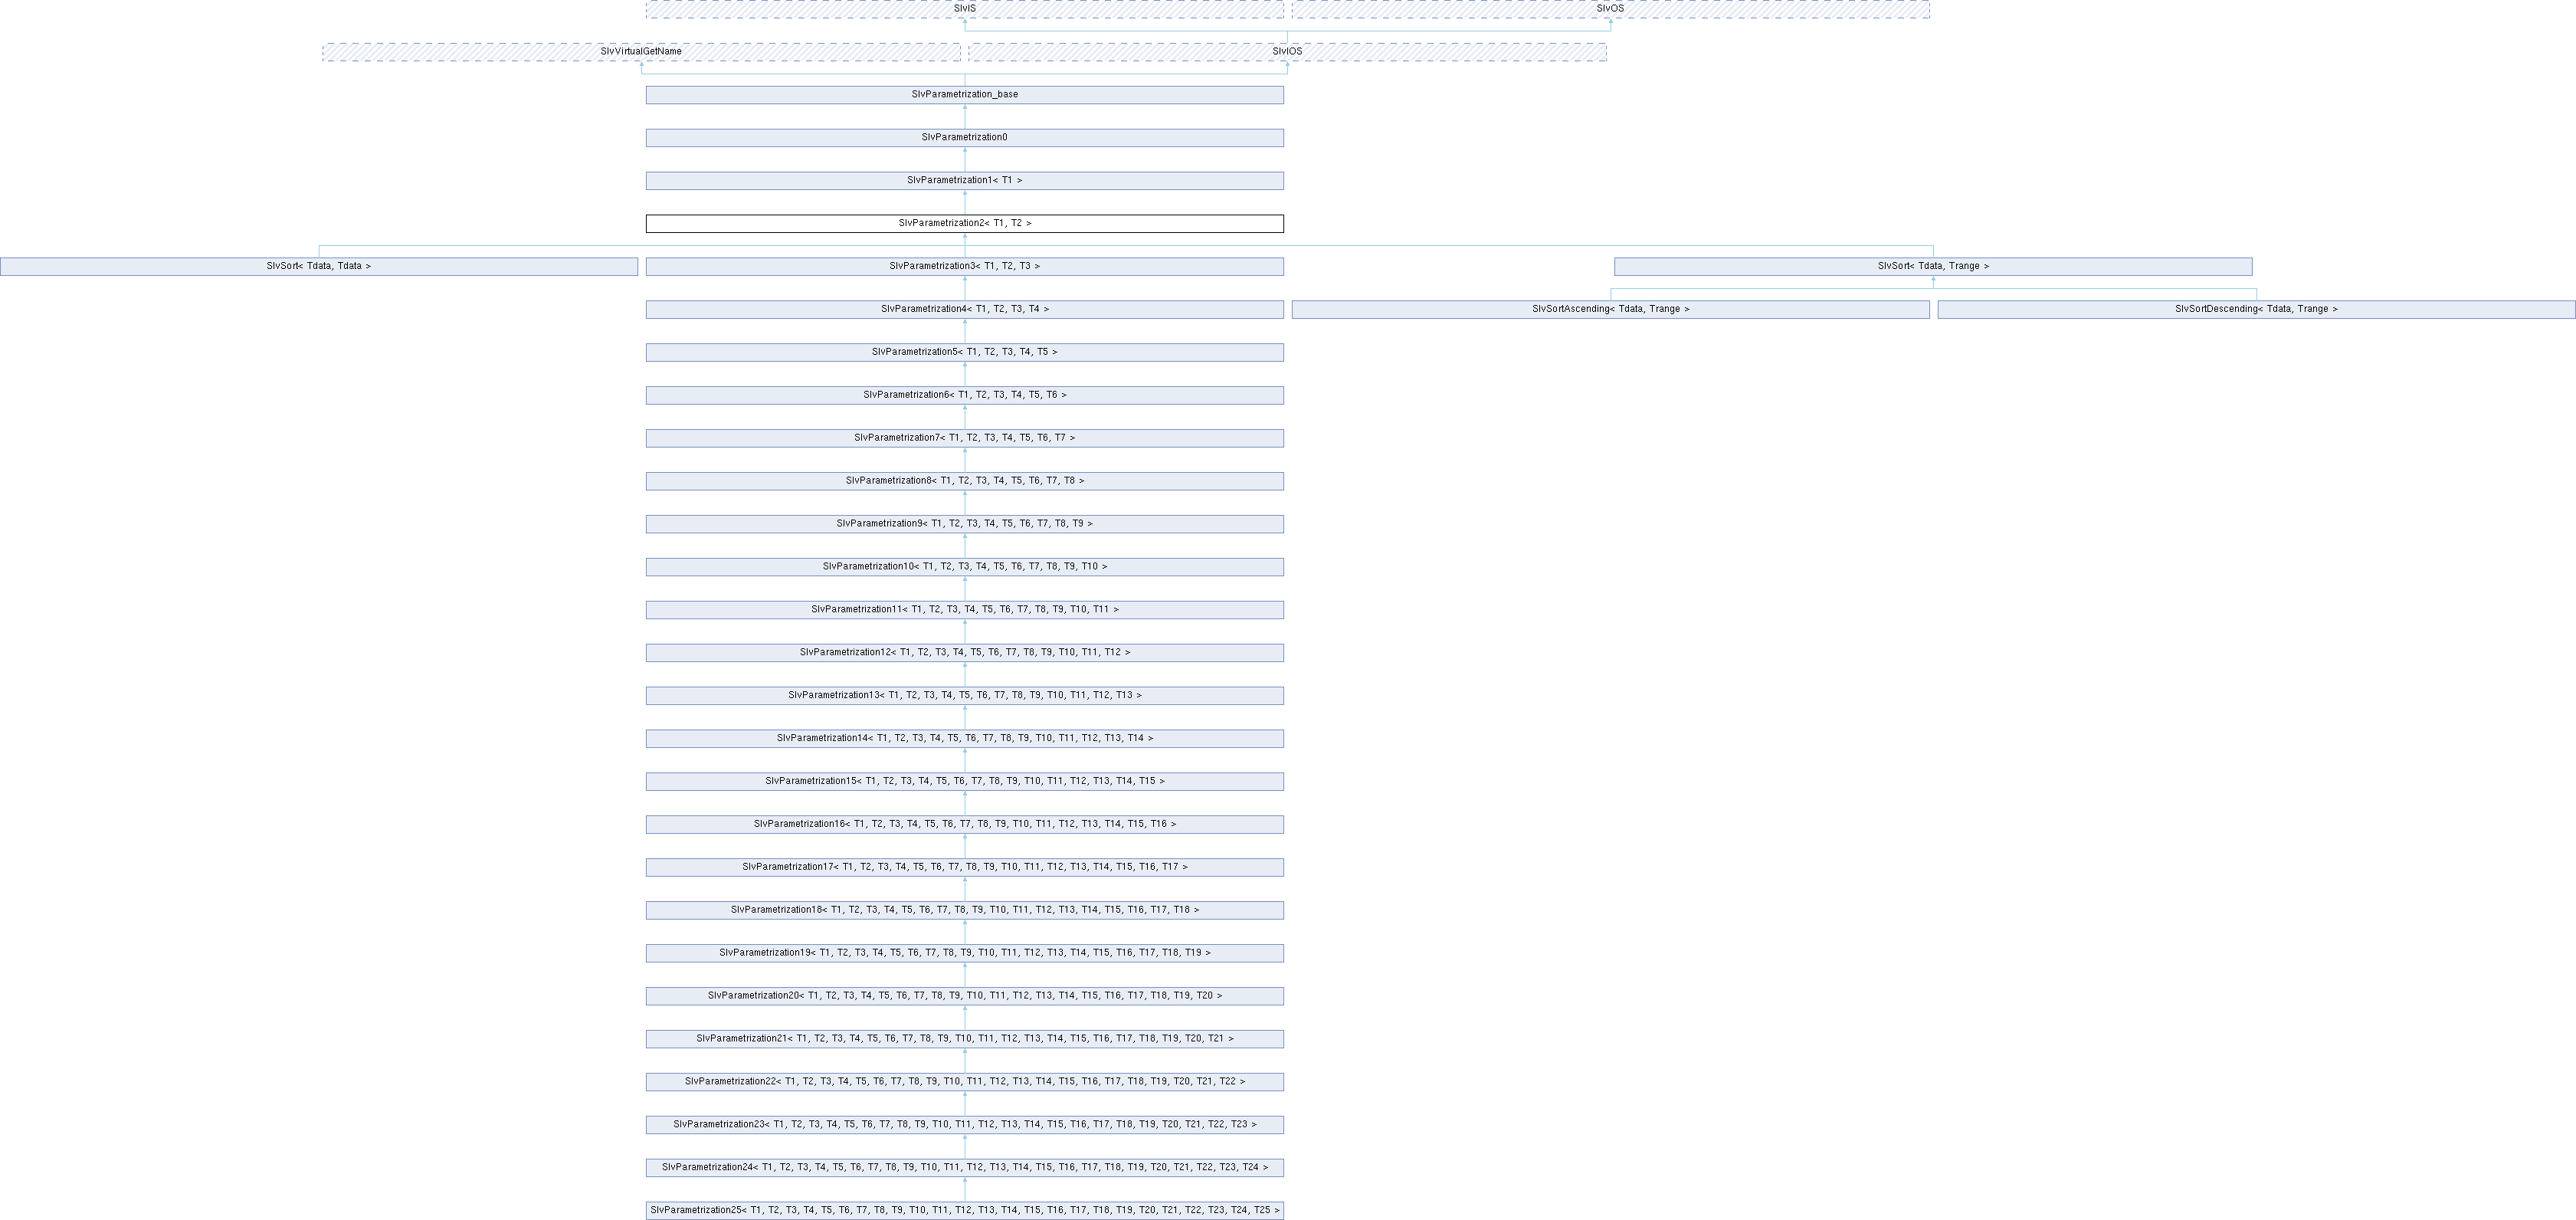 SlvIS
SlvOS
SlvVirtualGetName
SlvIOS
SlvParametrization_base
SlvParametrization0
SlvParametrization1< T1 >
SlvParametrization2< T1, T2 >
SlvSort< Tdata, Tdata >
SlvParametrization3< T1, T2, T3 >
SlvSort< Tdata, Trange >
SlvParametrization4< T1, T2, T3, T4 >
SlvSortAscending< Tdata, Trange >
SlvSortDescending< Tdata, Trange >
SlvParametrization5< T1, T2, T3, T4, T5 >
SlvParametrization6< T1, T2, T3, T4, T5, T6 >
SlvParametrization7< T1, T2, T3, T4, T5, T6, T7 >
SlvParametrization8< T1, T2, T3, T4, T5, T6, T7, T8 >
SlvParametrization9< T1, T2, T3, T4, T5, T6, T7, T8, T9 >
SlvParametrization10< T1, T2, T3, T4, T5, T6, T7, T8, T9, T10 >
SlvParametrization11< T1, T2, T3, T4, T5, T6, T7, T8, T9, T10, T11 >
SlvParametrization12< T1, T2, T3, T4, T5, T6, T7, T8, T9, T10, T11, T12 >
SlvParametrization13< T1, T2, T3, T4, T5, T6, T7, T8, T9, T10, T11, T12, T13 >
SlvParametrization14< T1, T2, T3, T4, T5, T6, T7, T8, T9, T10, T11, T12, T13, T14 >
SlvParametrization15< T1, T2, T3, T4, T5, T6, T7, T8, T9, T10, T11, T12, T13, T14, T15 >
SlvParametrization16< T1, T2, T3, T4, T5, T6, T7, T8, T9, T10, T11, T12, T13, T14, T15, T16 >
SlvParametrization17< T1, T2, T3, T4, T5, T6, T7, T8, T9, T10, T11, T12, T13, T14, T15, T16, T17 >
SlvParametrization18< T1, T2, T3, T4, T5, T6, T7, T8, T9, T10, T11, T12, T13, T14, T15, T16, T17, T18 >
SlvParametrization19< T1, T2, T3, T4, T5, T6, T7, T8, T9, T10, T11, T12, T13, T14, T15, T16, T17, T18, T19 >
SlvParametrization20< T1, T2, T3, T4, T5, T6, T7, T8, T9, T10, T11, T12, T13, T14, T15, T16, T17, T18, T19, T20 >
SlvParametrization21< T1, T2, T3, T4, T5, T6, T7, T8, T9, T10, T11, T12, T13, T14, T15, T16, T17, T18, T19, T20, T21 >
SlvParametrization22< T1, T2, T3, T4, T5, T6, T7, T8, T9, T10, T11, T12, T13, T14, T15, T16, T17, T18, T19, T20, T21, T22 >
SlvParametrization23< T1, T2, T3, T4, T5, T6, T7, T8, T9, T10, T11, T12, T13, T14, T15, T16, T17, T18, T19, T20, T21, T22, T23 >
SlvParametrization24< T1, T2, T3, T4, T5, T6, T7, T8, T9, T10, T11, T12, T13, T14, T15, T16, T17, T18, T19, T20, T21, T22, T23, T24 >
SlvParametrization25< T1, T2, T3, T4, T5, T6, T7, T8, T9, T10, T11, T12, T13, T14, T15, T16, T17, T18, T19, T20, T21, T22, T23, T24, T25 >